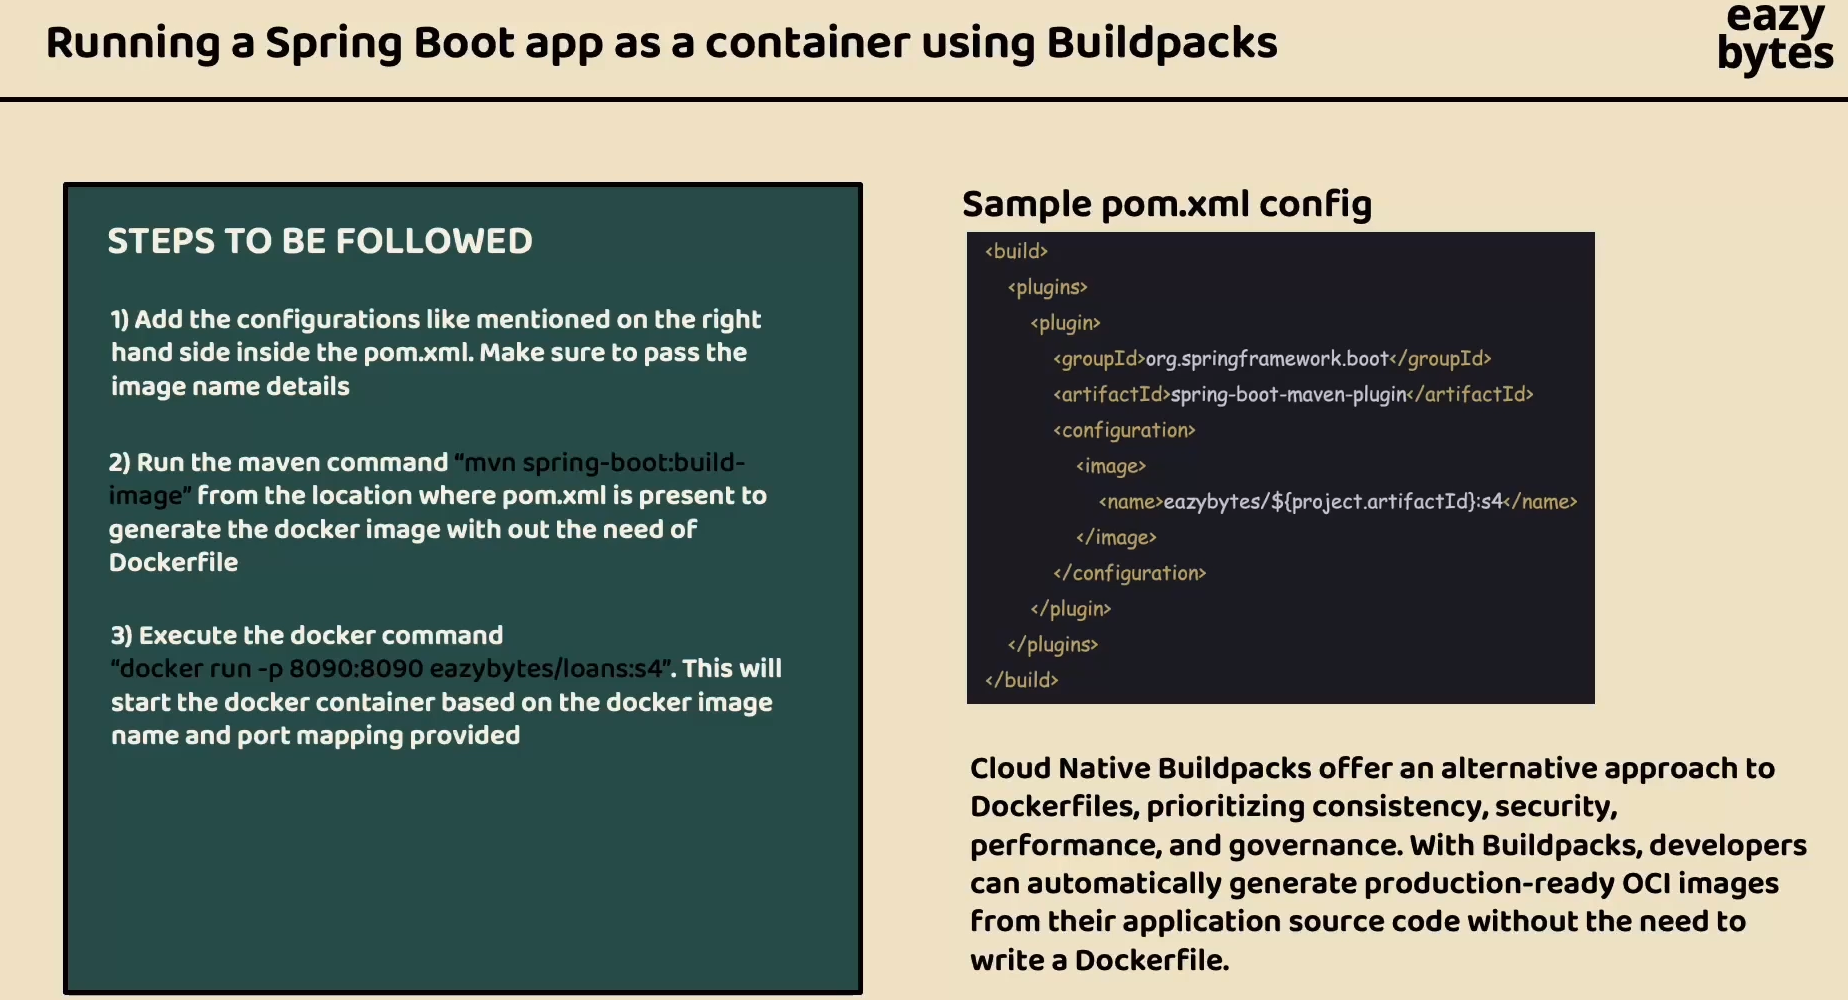 Running a Spring Boot app as a container using Buildpacks
eazy
bytes
STEPS TO BE FOLLOWED
1) Add the configurations like mentioned on the right
hand side inside the pom.xml. Make sure to pass the
image name details
2) Run the maven command “mvn spring-boot:build-
image” from the location where pom.xml is present to
generate the docker image with out the need of
Dockerfile
3) Execute the docker command
“docker run -p 8090:8090 eazybytes/loans:s4”. This will
start the docker container based on the docker image
name and port mapping provided
Sample pom.xml config
<build>
<plugins>
<plugin>
<groupId>org.springframework.boot</groupId>
<artifactId>spring-boot-maven-plugin</artifactId>
<configuration>
<image>
<name>eazybytes/${project.artifactId}:s4</name>
</image>
</configuration>
</plugin>
</plugins>
</build>
Cloud Native Buildpacks offer an alternative approach to
Dockerfiles, prioritizing consistency, security,
performance, and governance. With Buildpacks, developers
can automatically generate production-ready OCI images
from their application source code without the need to
write a Dockerfile.